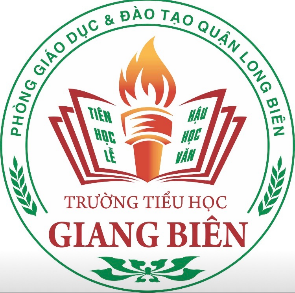 PHÒNG GIÁO DỤC & ĐÀO TẠO QUẬN LONG BIÊN
TIÊN
HỌC
LỄ
HẬU
HỌC
VĂN
TRƯỜNG TIỂU HỌC
GIANG BIÊN